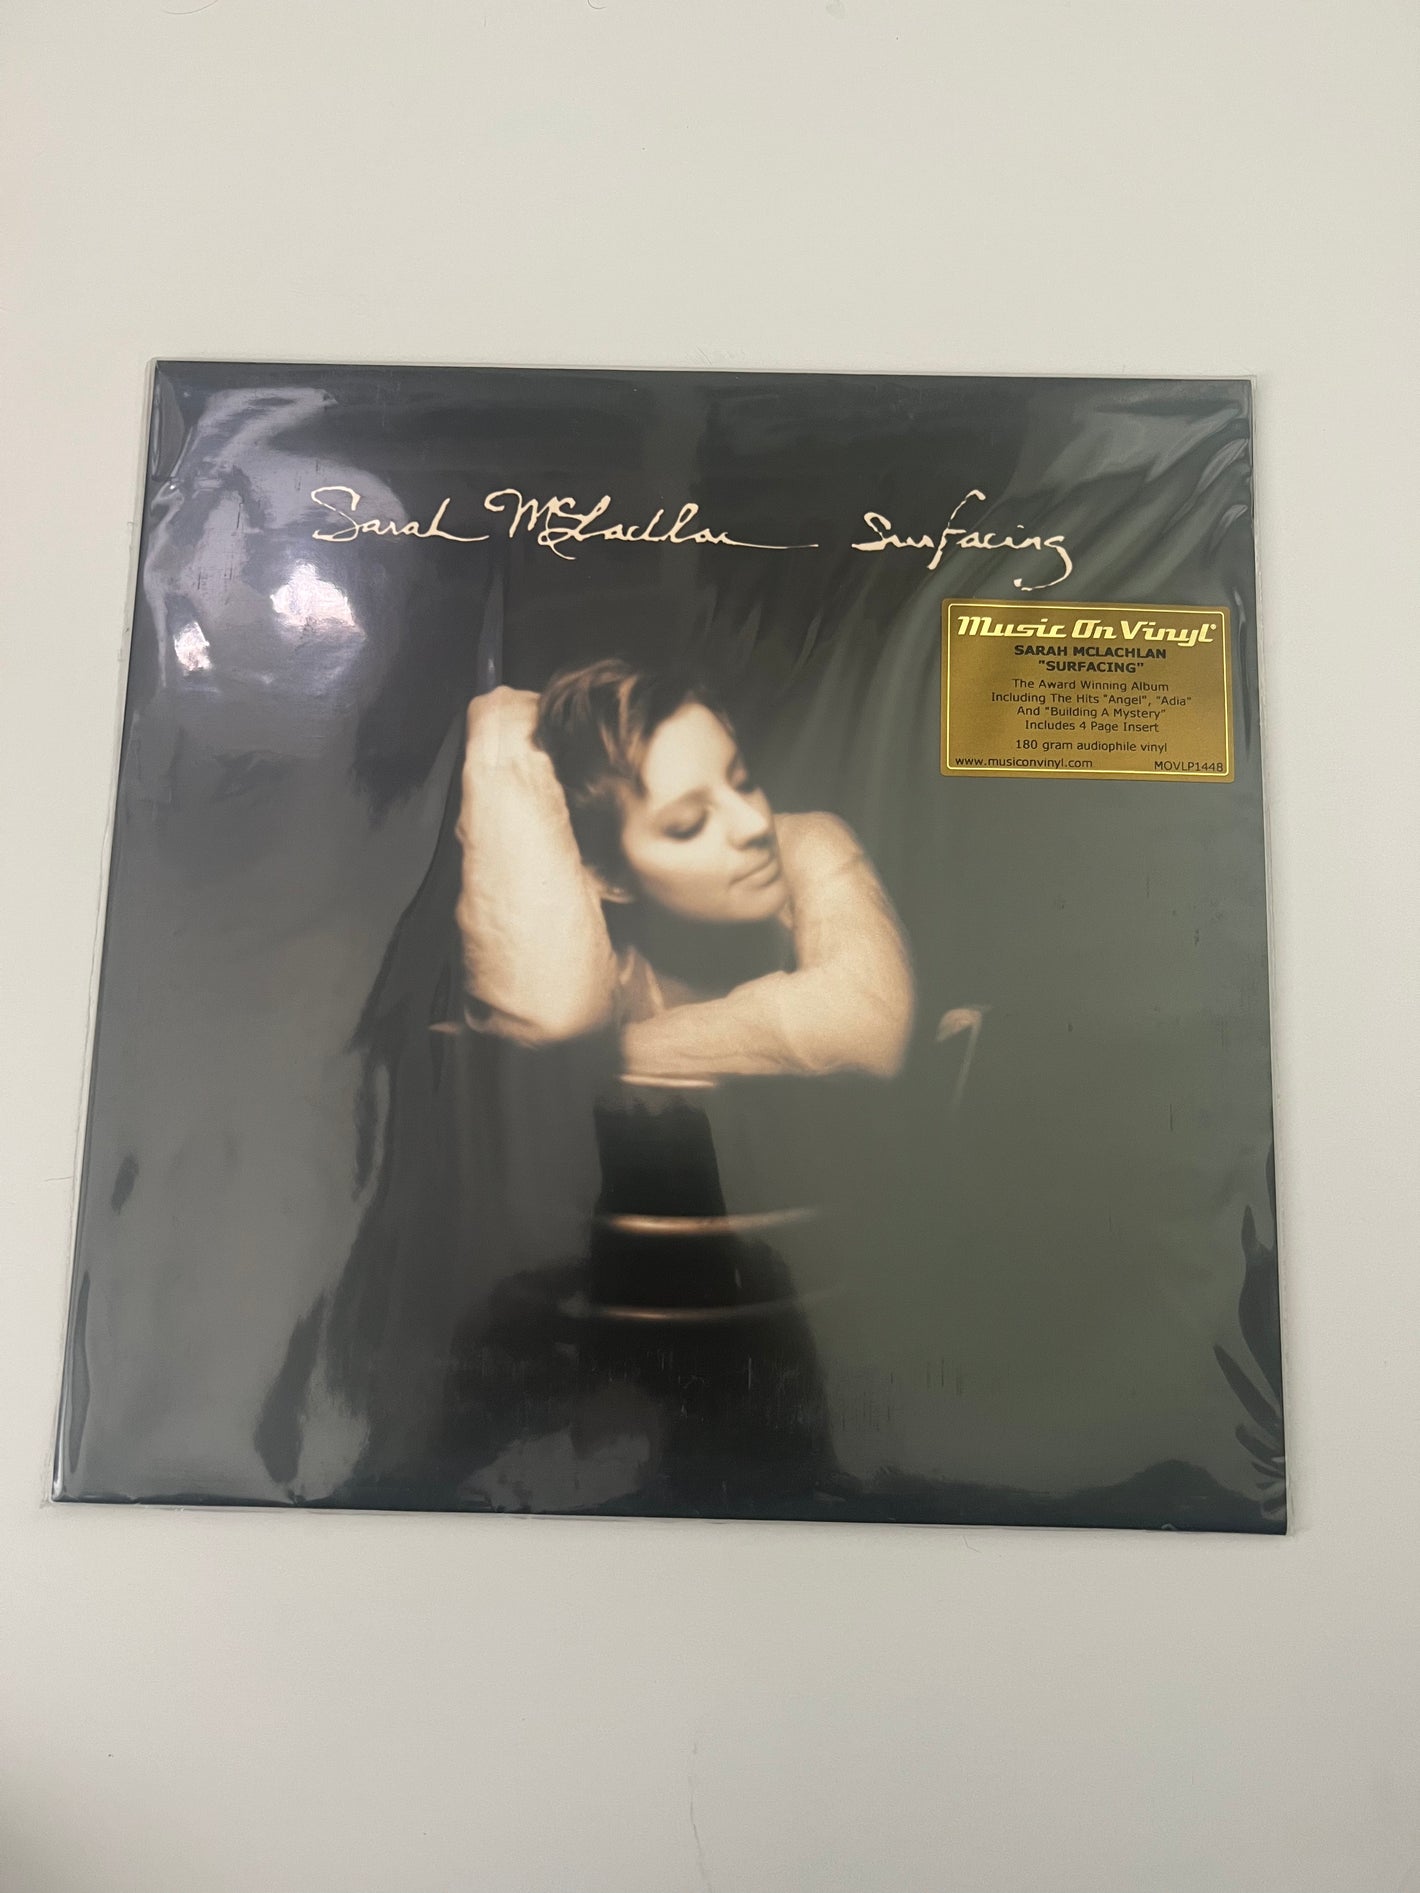 Sarah McLachlan Surfacing
Music On Vinyl®
SARAH MCLACHLAN
"SURFACING"
The Award Winning Album
Including The Hits "Angel", "Adia"
And "Building A Mystery"
Includes 4 Page Insert
180 gram audiophile vinyl
www.musiconvinyl.com MOVLP1448